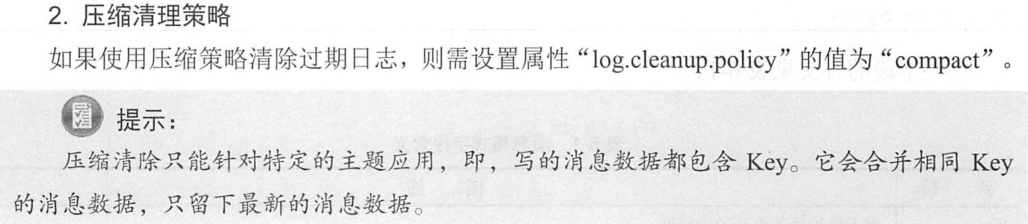 2. 压缩清理策略
如果使用压缩策略清除过期日志，则需设置属性“log.cleanup.policy”的值为“compact”。
提示：
压缩清除只能针对特定的主题应用，即，写的消息数据都包含 Key。它会合并相同 Key
的消息数据，只留下最新的消息数据。